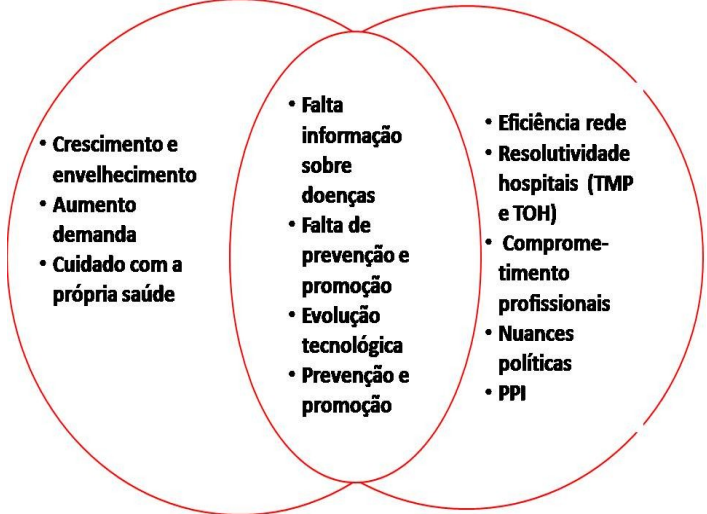 • Crescimento e
envelhecimento
• Aumento
demanda
• Cuidado com a
própria saúde
• Falta
informação
sobre
doenças
• Falta de
prevenção e
promoção
• Evolução
tecnológica
• Prevenção e
promoção
• Eficiência rede
• Resolutividade
hospitais (TMP
e TOH)
• Comprome-
timento
profissionais
• Nuances
políticas
• PPI